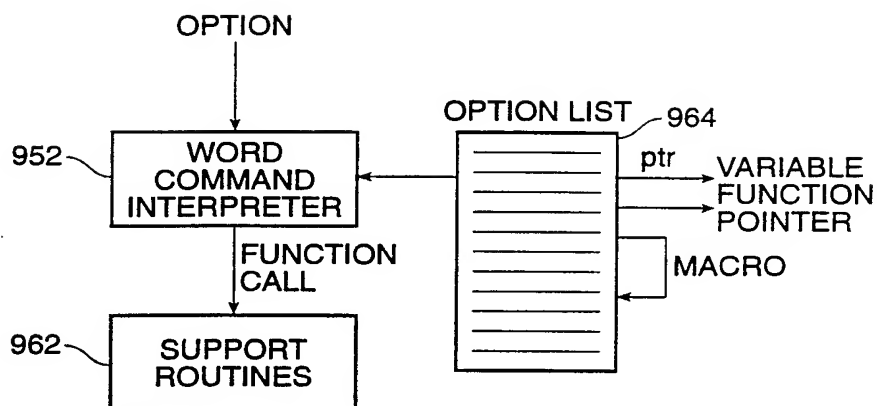 OPTION
OPTION LIST
964
952
WORD
COMMAND
INTERPRETER
ptr
VARIABLE
FUNCTION
POINTER
FUNCTION
CALL
MACRO
962
SUPPORT
ROUTINES